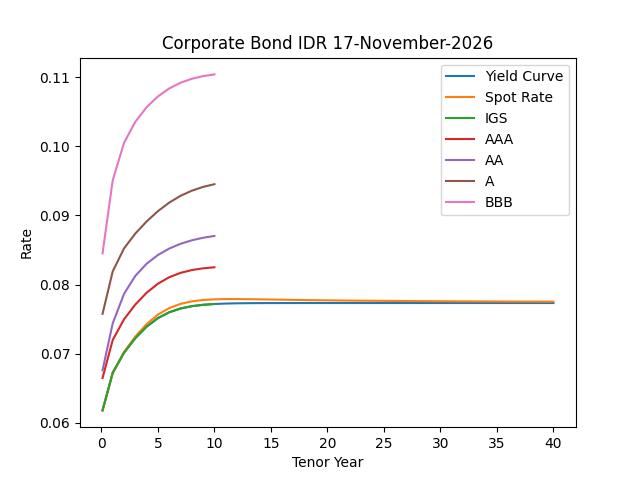 Corporate Bond IDR 17-November-2026
Rate
0.11
0.10
0.09
0.08
0.07
0.06
0 5 10 15 20 25 30 35 40
Tenor Year
Yield Curve
Spot Rate
IGS
AAA
AA
A
BBB